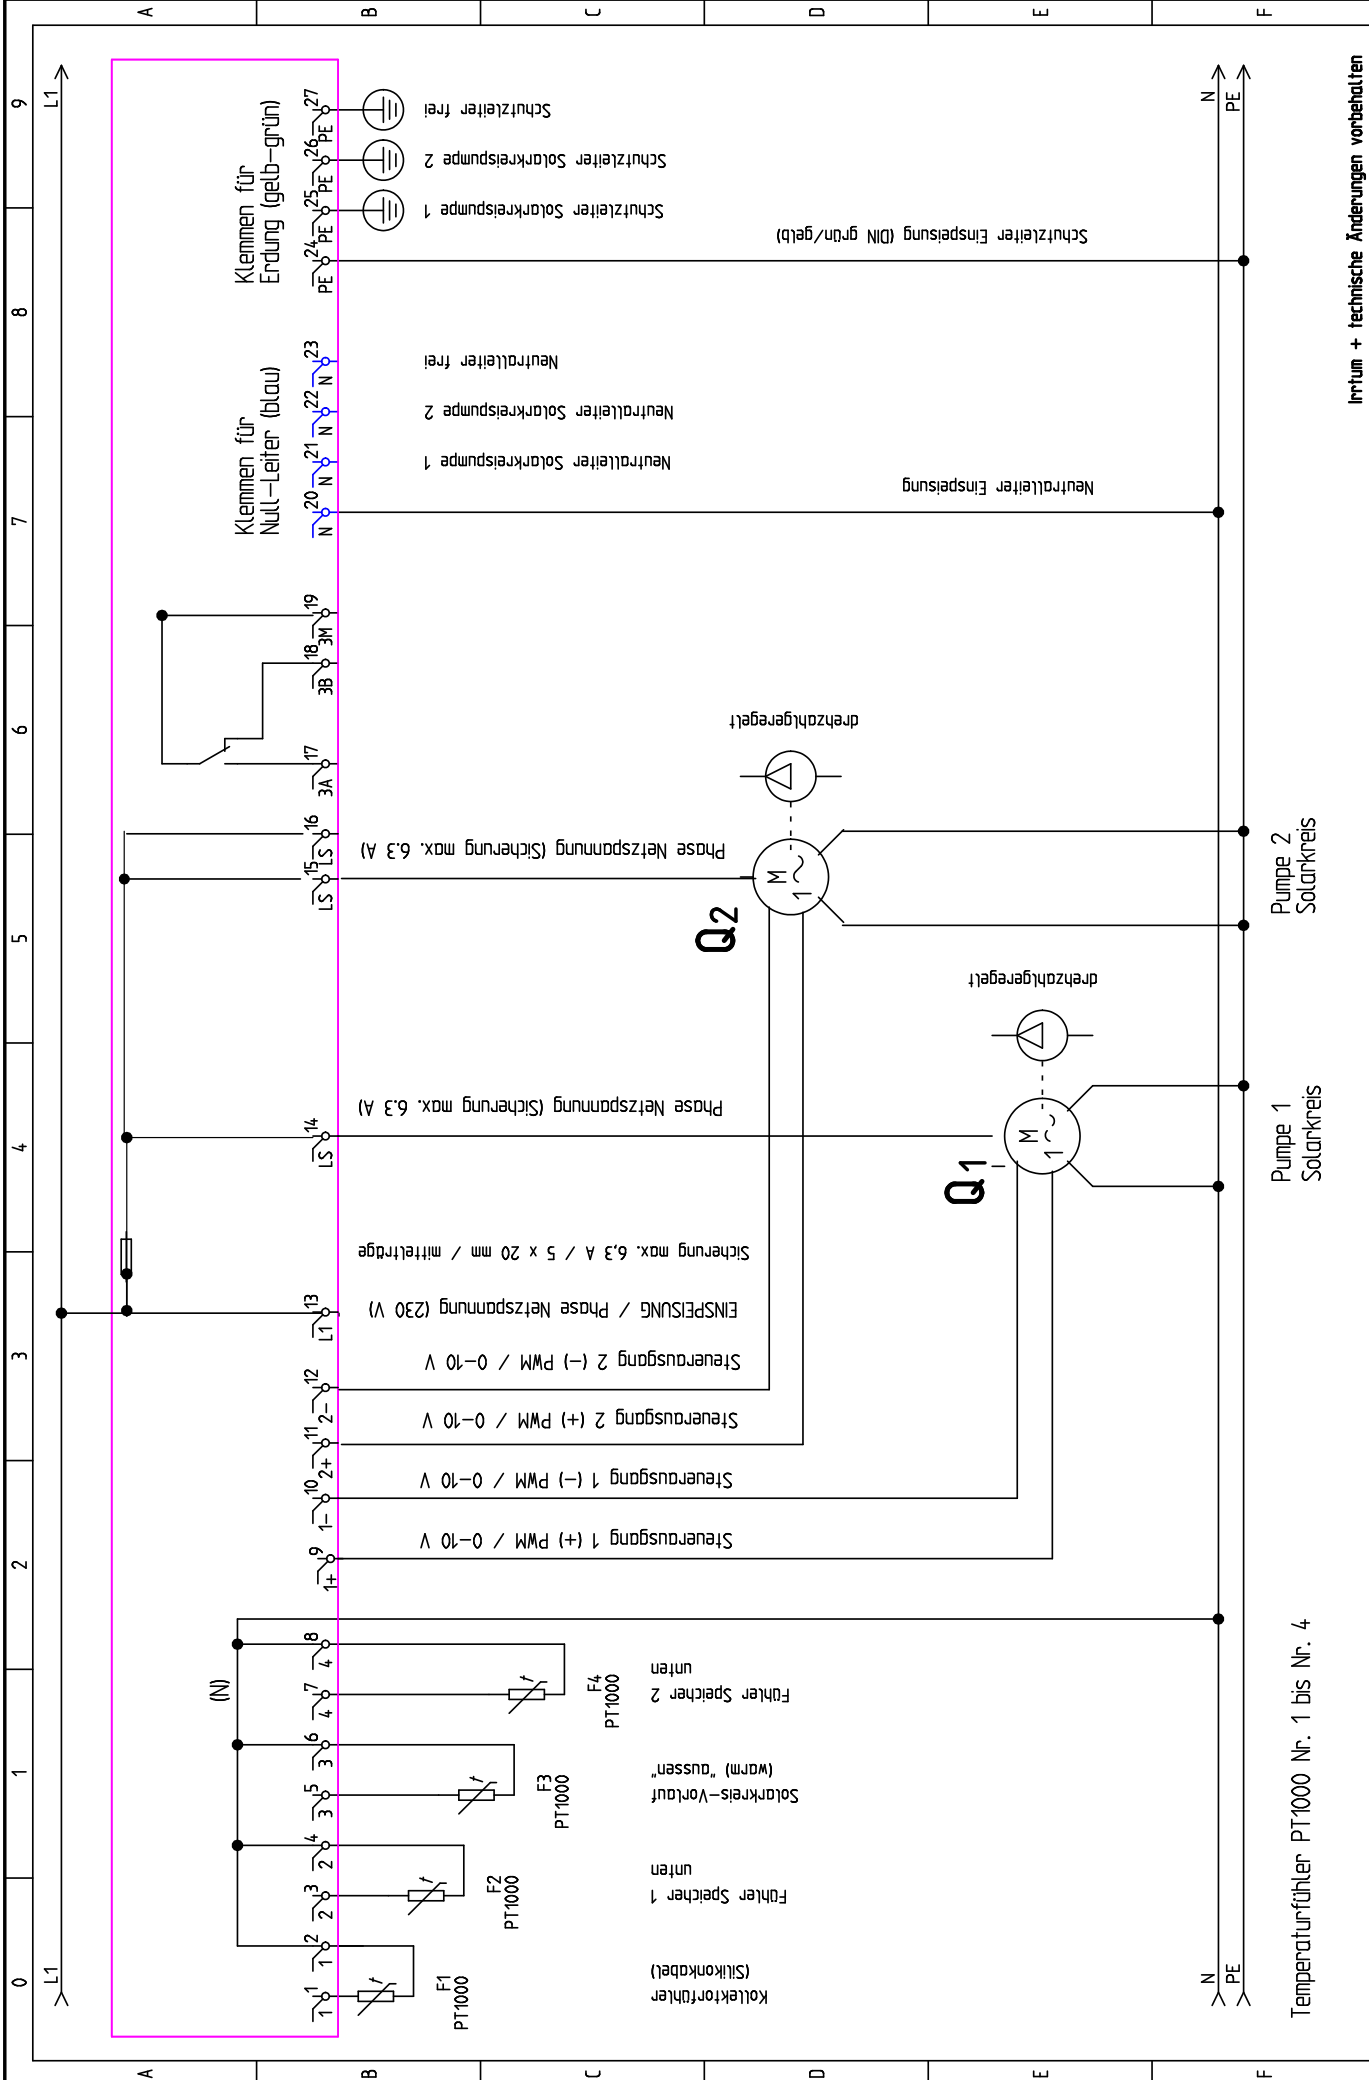 0
1
2
3
4
5
6
7
8
9
A
B
C
D
E
F
A
B
C
D
E
F
L1
L1
(N)
Klemmen für
Null-Leiter (blau)
Klemmen für
Erdung (gelb-grün)
1 1
1 2
2 3
2 4
3 5
3 6
4 7
4 8
1+ 9
1- 10
2+ 11
2- 12
L1 13
LS 14
LS 15
LS 16
3A 17
3B 18
3M 19
N 20
N 21
N 22
N 23
PE 24
PE 25
PE 26
PE 27
t
F1
PT1000
t
F2
PT1000
t
F3
PT1000
t
F4
PT1000
Kollektorfühler
(Silikonkabel)
Fühler Speicher 1
unten
Solarkreis-Vorlauf
(warm) "aussen"
Fühler Speicher 2
unten
Steuerausgang 1 (+) PWM / 0-10 V
Steuerausgang 1 (-) PWM / 0-10 V
Steuerausgang 2 (+) PWM / 0-10 V
Steuerausgang 2 (-) PWM / 0-10 V
EINSPEISUNG / Phase Netzspannung (230 V)
Sicherung max. 6,3 A / 5 x 20 mm / mittelträge
Phase Netzspannung (Sicherung max. 6.3 A)
Phase Netzspannung (Sicherung max. 6.3 A)
Neutralleiter Einspeisung
Neutralleiter Solarkreispumpe 1
Neutralleiter Solarkreispumpe 2
Neutralleiter frei
Schutzleiter Einspeisung (DIN grün/gelb)
Schutzleiter Solarkreispumpe 1
Schutzleiter Solarkreispumpe 2
Schutzleiter frei
Q2
M
1
drehzahlgeregelt
Q1
M
1
drehzahlgeregelt
N
PE
N
PE
Temperaturfühler PT1000 Nr. 1 bis Nr. 4
Pumpe 1
Solarkreis
Pumpe 2
Solarkreis
Irrtum + technische Änderungen vorbehalten